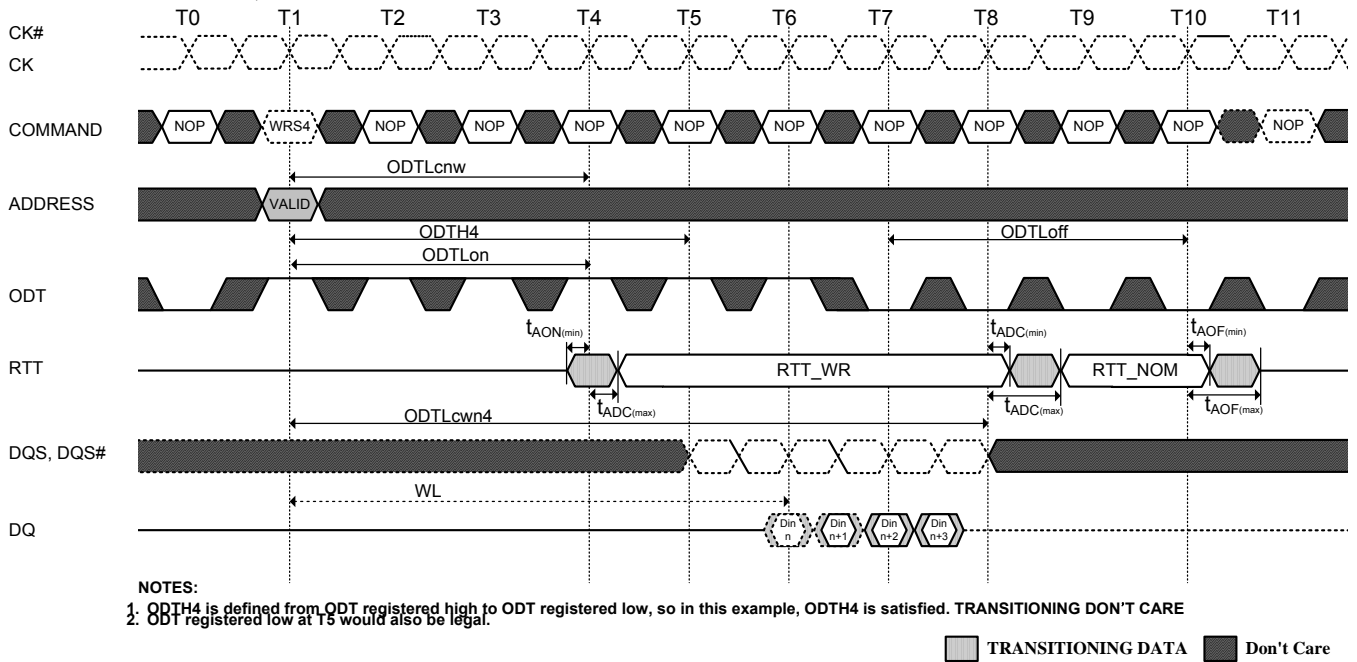 T0 T1 T2 T3 T4 T5 T6 T7 T8 T9 T10 T11
CK#
CK
COMMAND NOP WRS4 NOP NOP NOP NOP NOP NOP NOP NOP NOP NOP
ODTLcnw
ADDRESS VALID
ODTH4 ODTLoff
ODTLon
ODT
tAON(min) tADC(min) tAOF(min)
RTT RTT_WR RTT_NOM
tADC(max) tADC(max) tAOF(max)
ODTLcwn4
DQS, DQS#
WL
DQ Din n Din n+1 Din n+2 Din n+3
NOTES:
1. ODTH4 is defined from ODT registered high to ODT registered low, so in this example, ODTH4 is satisfied. TRANSITIONING DON'T CARE
2. ODT registered low at T5 would also be legal.
TRANSITIONING DATA Don't Care